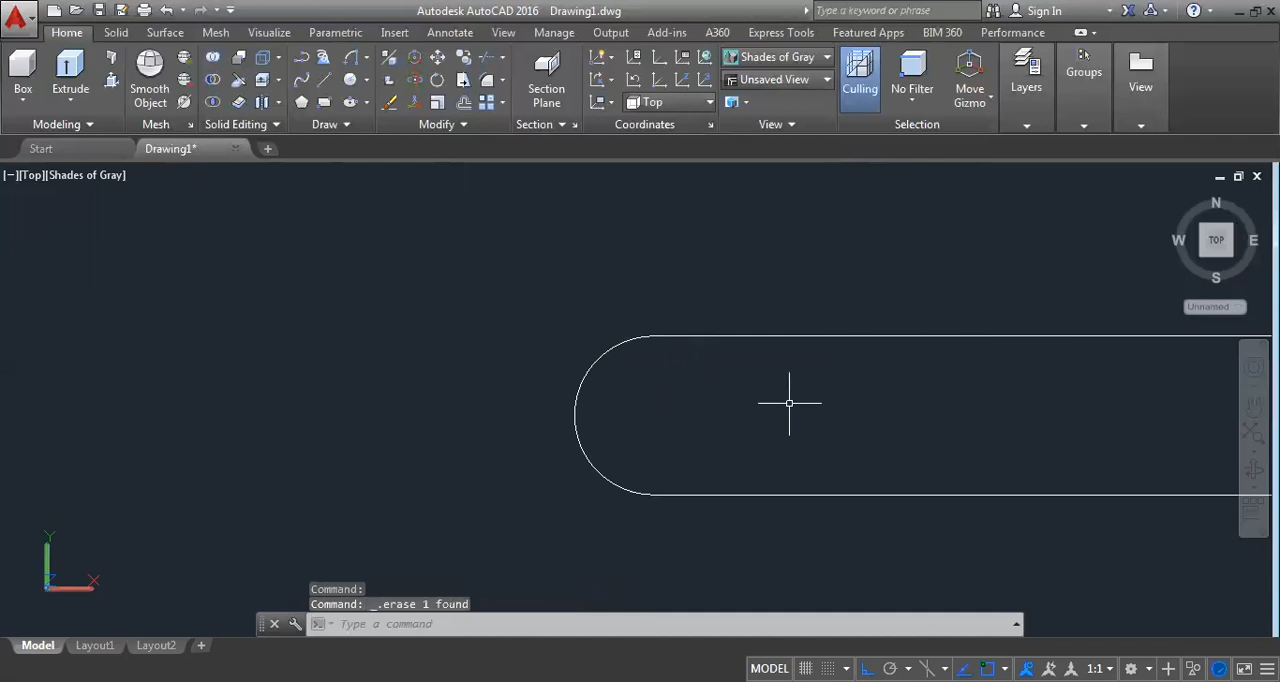 Autodesk AutoCAD 2016 Drawing1.dwg
Type a keyword or phrase
Sign In
Home Solid Surface Mesh Visualize Parametric Insert Annotate View Manage Output Add-ins A360 Express Tools Featured Apps BIM 360 Performance
Shades of Gray
Unsaved View
Top
Box Extrude Smooth Object Section Plane Culling No Filter Move Gizmo Layers Groups View
Modeling Mesh Solid Editing Draw Modify Section Coordinates View Selection
Start Drawing1*
[−][Top][Shades of Gray]
N
W TOP E
S
Unnamed
Y
Z
X
Command:
Command: _.erase 1 found
Type a command
Model Layout1 Layout2
MODEL 1:1